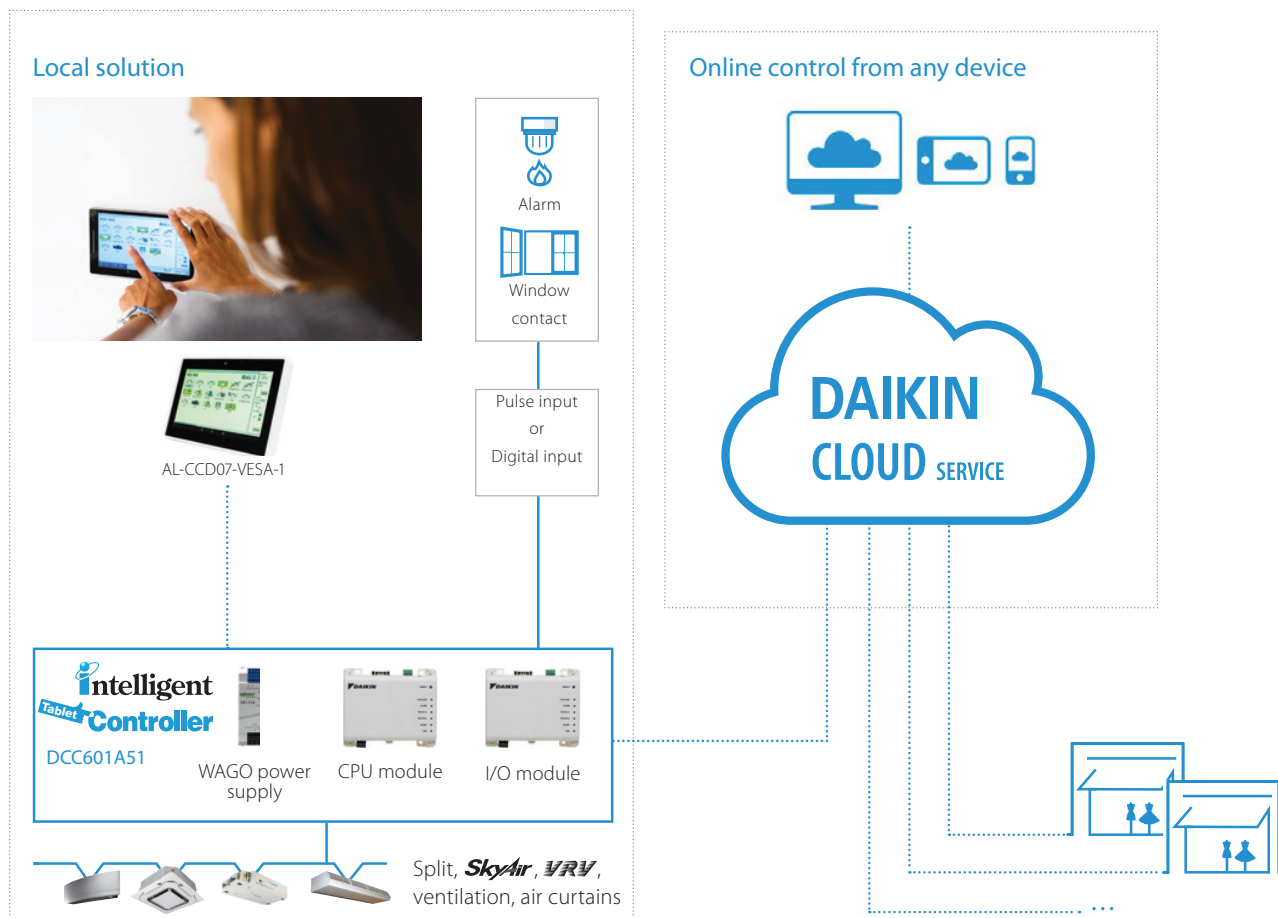 Local solution
Alarm
Window
contact
AL-CCD07-VESA-1
Pulse input
or
Digital input
intelligent
Tablet Controller
DCC601A51
DAIKIN
DAIKIN
WAGO power
supply
CPU module
I/O module
Split, SkyAir, VRV,
ventilation, air curtains
Online control from any device
DAIKIN
CLOUD SERVICE
...